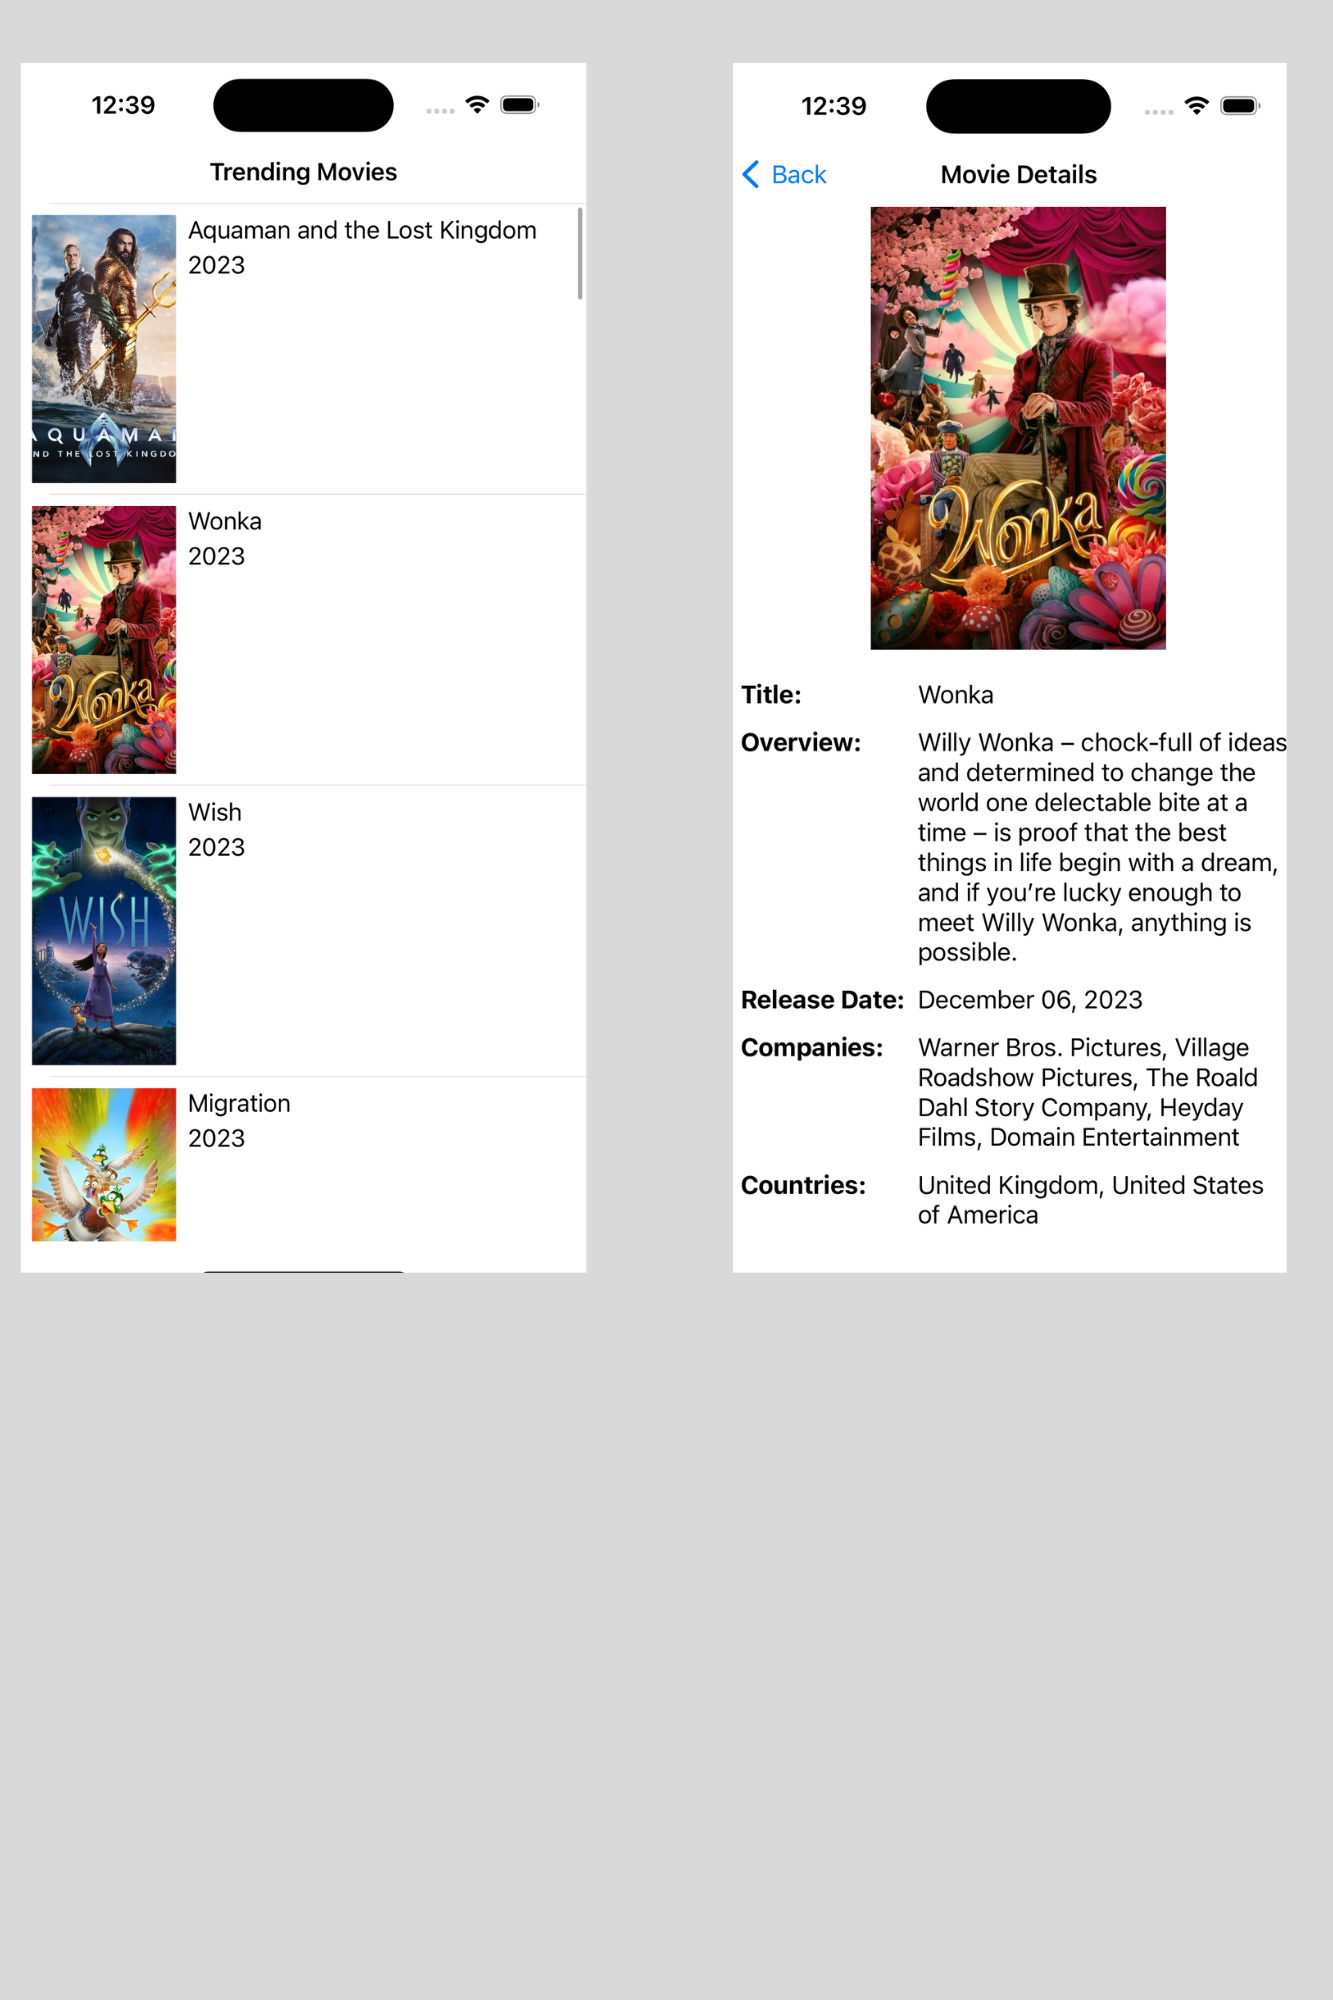 12:39
Trending Movies
Aquaman and the Lost Kingdom
2023
AQUAMA
ND THE LOST KINGDO
Wonka
2023
Wonka
Wish
2023
WISH
Migration
2023
12:39
Back
Movie Details
Wonka
Title: Wonka
Overview: Willy Wonka – chock-full of ideas
and determined to change the
world one delectable bite at a
time – is proof that the best
things in life begin with a dream,
and if you’re lucky enough to
meet Willy Wonka, anything is
possible.
Release Date: December 06, 2023
Companies: Warner Bros. Pictures, Village
Roadshow Pictures, The Roald
Dahl Story Company, Heyday
Films, Domain Entertainment
Countries: United Kingdom, United States
of America